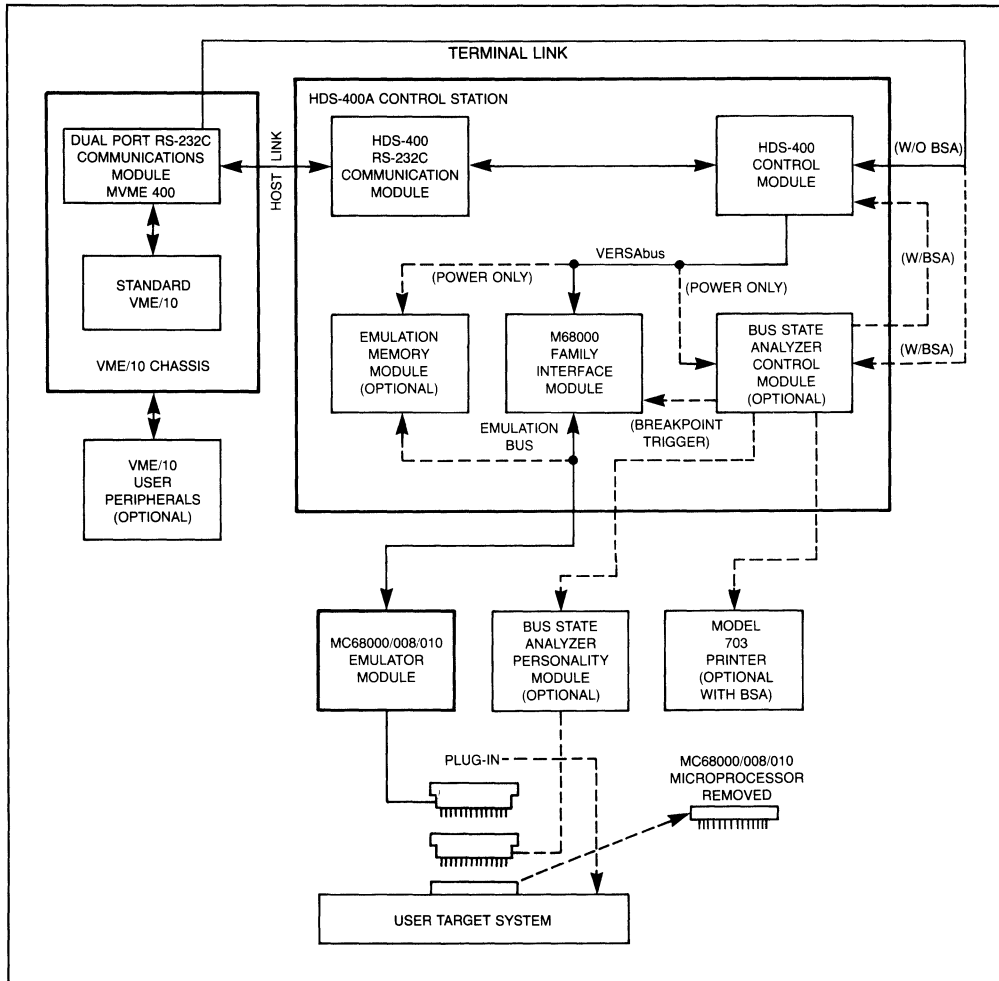 TERMINAL LINK
HDS-400A CONTROL STATION
DUAL PORT RS-232C
COMMUNICATIONS
MODULE
MVME 400
HOST LINK
HDS-400
RS-232C
COMMUNICATION
MODULE
HDS-400
CONTROL
MODULE
(W/O BSA)
STANDARD
VME/10
VME/10 CHASSIS
VERSAbus
(POWER ONLY)
(POWER ONLY)
(W/BSA)
(W/BSA)
EMULATION
MEMORY
MODULE
(OPTIONAL)
M68000
FAMILY
INTERFACE
MODULE
BUS STATE
ANALYZER
CONTROL
MODULE
(OPTIONAL)
EMULATION
BUS
(BREAKPOINT
TRIGGER)
VME/10
USER
PERIPHERALS
(OPTIONAL)
MC68000/008/010
EMULATOR
MODULE
BUS STATE
ANALYZER
PERSONALITY
MODULE
(OPTIONAL)
MODEL
703
PRINTER
(OPTIONAL
WITH BSA)
PLUG-IN
MC68000/008/010
MICROPROCESSOR
REMOVED
USER TARGET SYSTEM